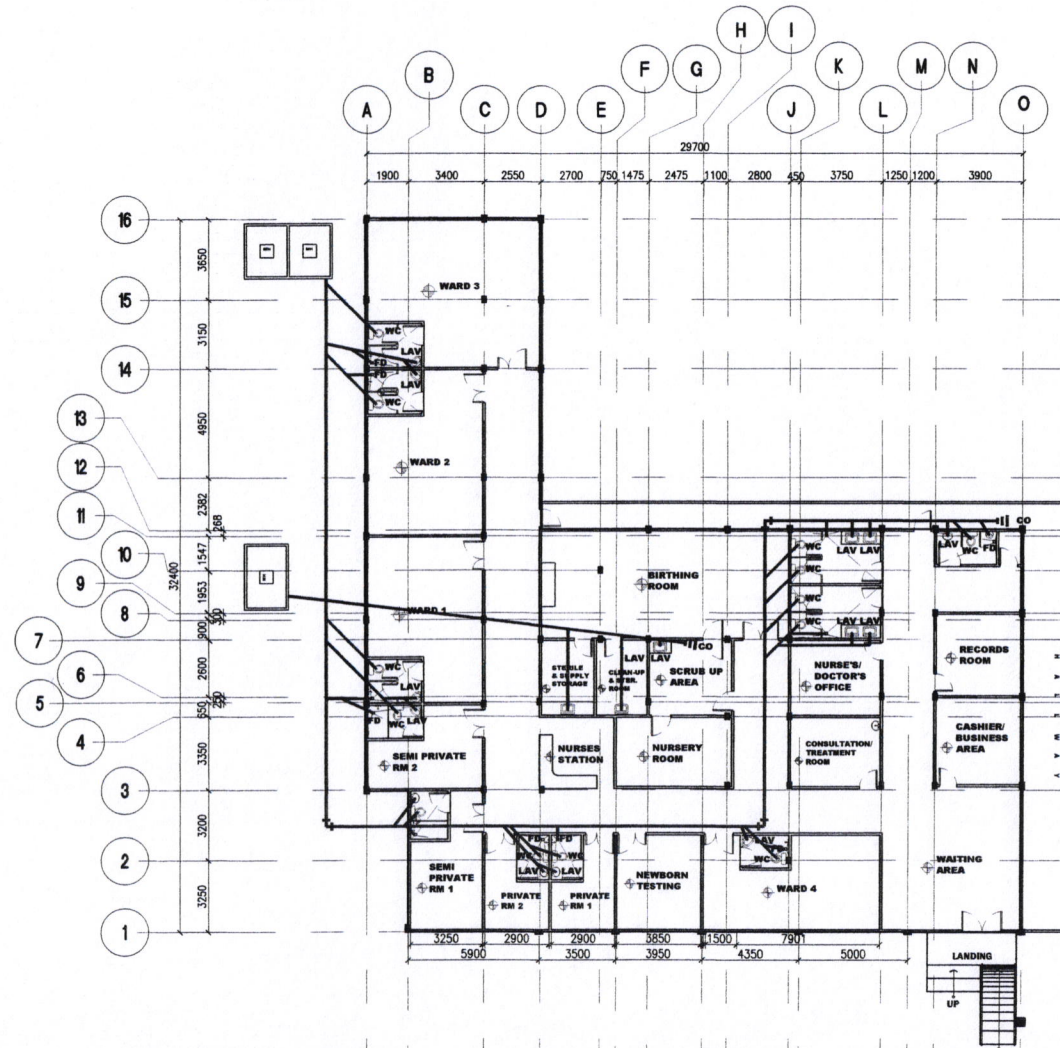 H
I
B
F
G
K
M
N
A
C
D
E
J
L
O
29700
1900
3400
2550
2700
750
1475
2475
1100
2800
450
3750
1250
1200
3900
16
15
14
13
12
11
10
9
8
7
6
5
4
3
2
1
32400
3650
3150
4950
2382
268
1547
1953
300
900
2600
650
3350
3200
3250
WARD 3
WC
LAV
FD
FD
LAV
WC
WARD 2
WARD 1
WC
LAV
FD
WC
LAV
SEMI PRIVATE
RM 2
BIRTHING
ROOM
STERILE
& SUPPLY
STORAGE
LAV
CLEAN-UP
& STER.
ROOM
LAV
CO
SCRUB UP
AREA
NURSES
STATION
NURSERY
ROOM
WC
LAV LAV
WC
WC
LAV LAV
WC
CO
LAV
WC
FD
NURSE'S/
DOCTOR'S
OFFICE
RECORDS
ROOM
CONSULTATION/
TREATMENT
ROOM
CASHIER/
BUSINESS
AREA
HALLWAY
SEMI
PRIVATE
RM 1
FD
WC
LAV
PRIVATE
RM 2
FD
WC
LAV
PRIVATE
RM 1
NEWBORN
TESTING
LAV
WC
WARD 4
WAITING
AREA
3250
2900
2900
3850
1500
7901
5900
3500
3950
4350
5000
LANDING
UP